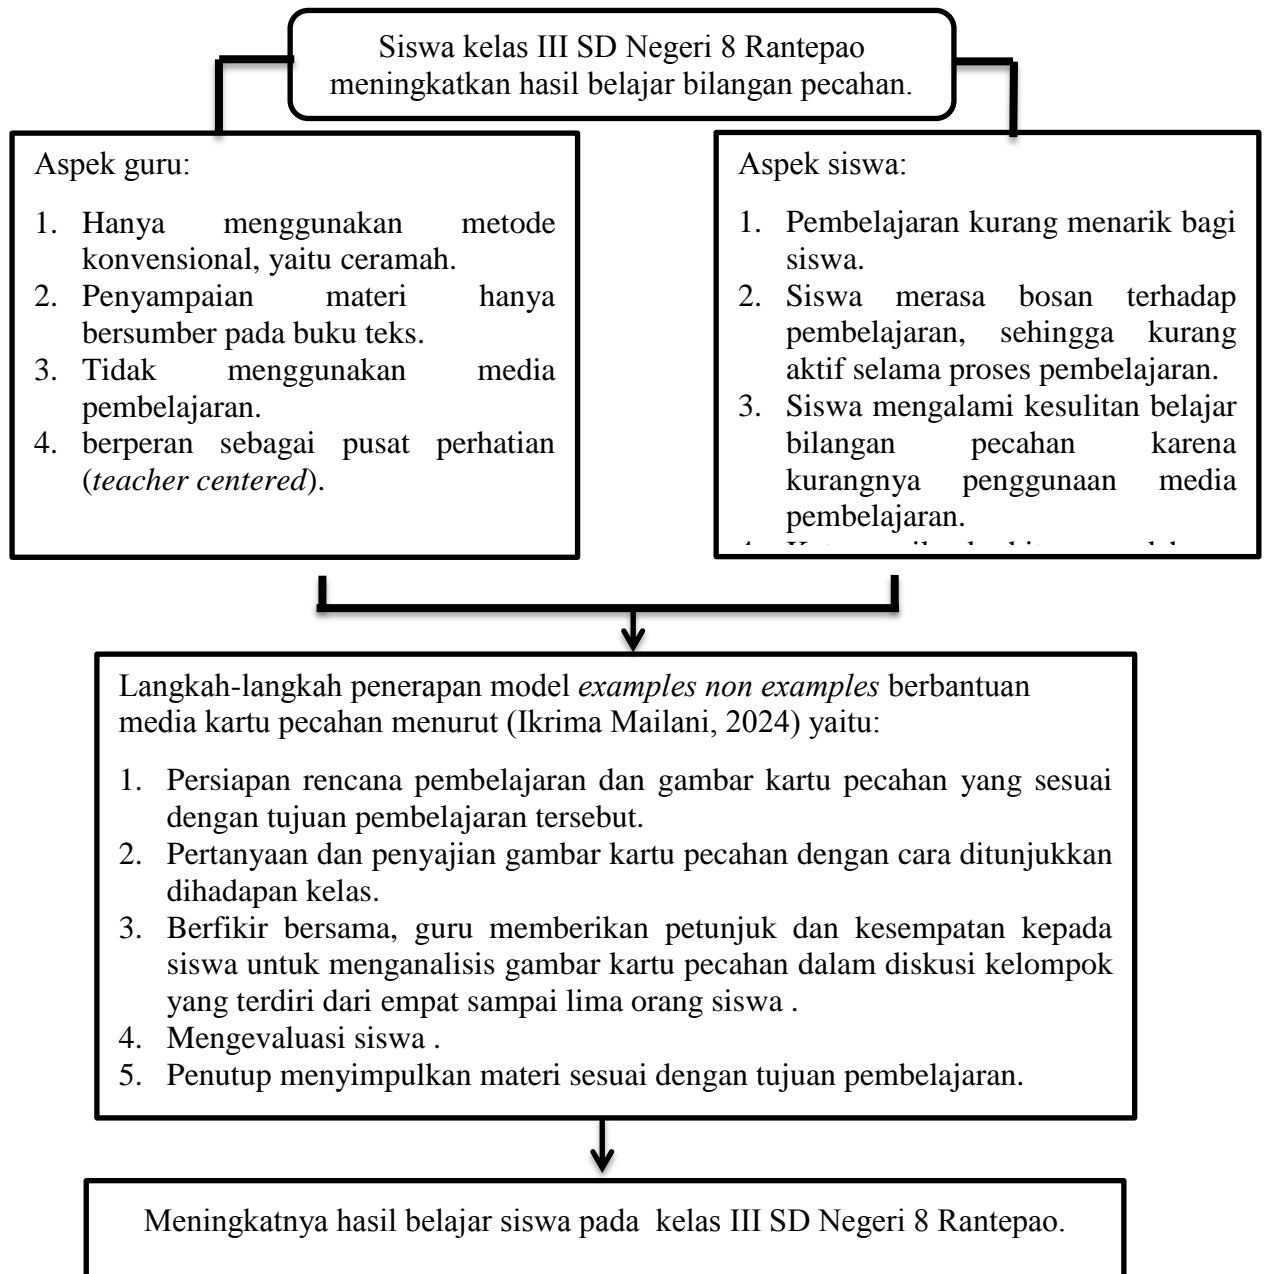 Siswa kelas III SD Negeri 8 Rantepao
meningkatkan hasil belajar bilangan pecahan.
Aspek guru:
1. Hanya menggunakan metode
konvensional, yaitu ceramah.
2. Penyampaian materi hanya
bersumber pada buku teks.
3. Tidak menggunakan media
pembelajaran.
4. berperan sebagai pusat perhatian
(teacher centered).
Aspek siswa:
1. Pembelajaran kurang menarik bagi
siswa.
2. Siswa merasa bosan terhadap
pembelajaran, sehingga kurang
aktif selama proses pembelajaran.
3. Siswa mengalami kesulitan belajar
bilangan pecahan karena
kurangnya penggunaan media
pembelajaran.
Langkah-langkah penerapan model examples non examples berbantuan
media kartu pecahan menurut (Ikrima Mailani, 2024) yaitu:
1. Persiapan rencana pembelajaran dan gambar kartu pecahan yang sesuai
dengan tujuan pembelajaran tersebut.
2. Pertanyaan dan penyajian gambar kartu pecahan dengan cara ditunjukkan
dihadapan kelas.
3. Berfikir bersama, guru memberikan petunjuk dan kesempatan kepada
siswa untuk menganalisis gambar kartu pecahan dalam diskusi kelompok
yang terdiri dari empat sampai lima orang siswa .
4. Mengevaluasi siswa .
5. Penutup menyimpulkan materi sesuai dengan tujuan pembelajaran.
Meningkatnya hasil belajar siswa pada kelas III SD Negeri 8 Rantepao.